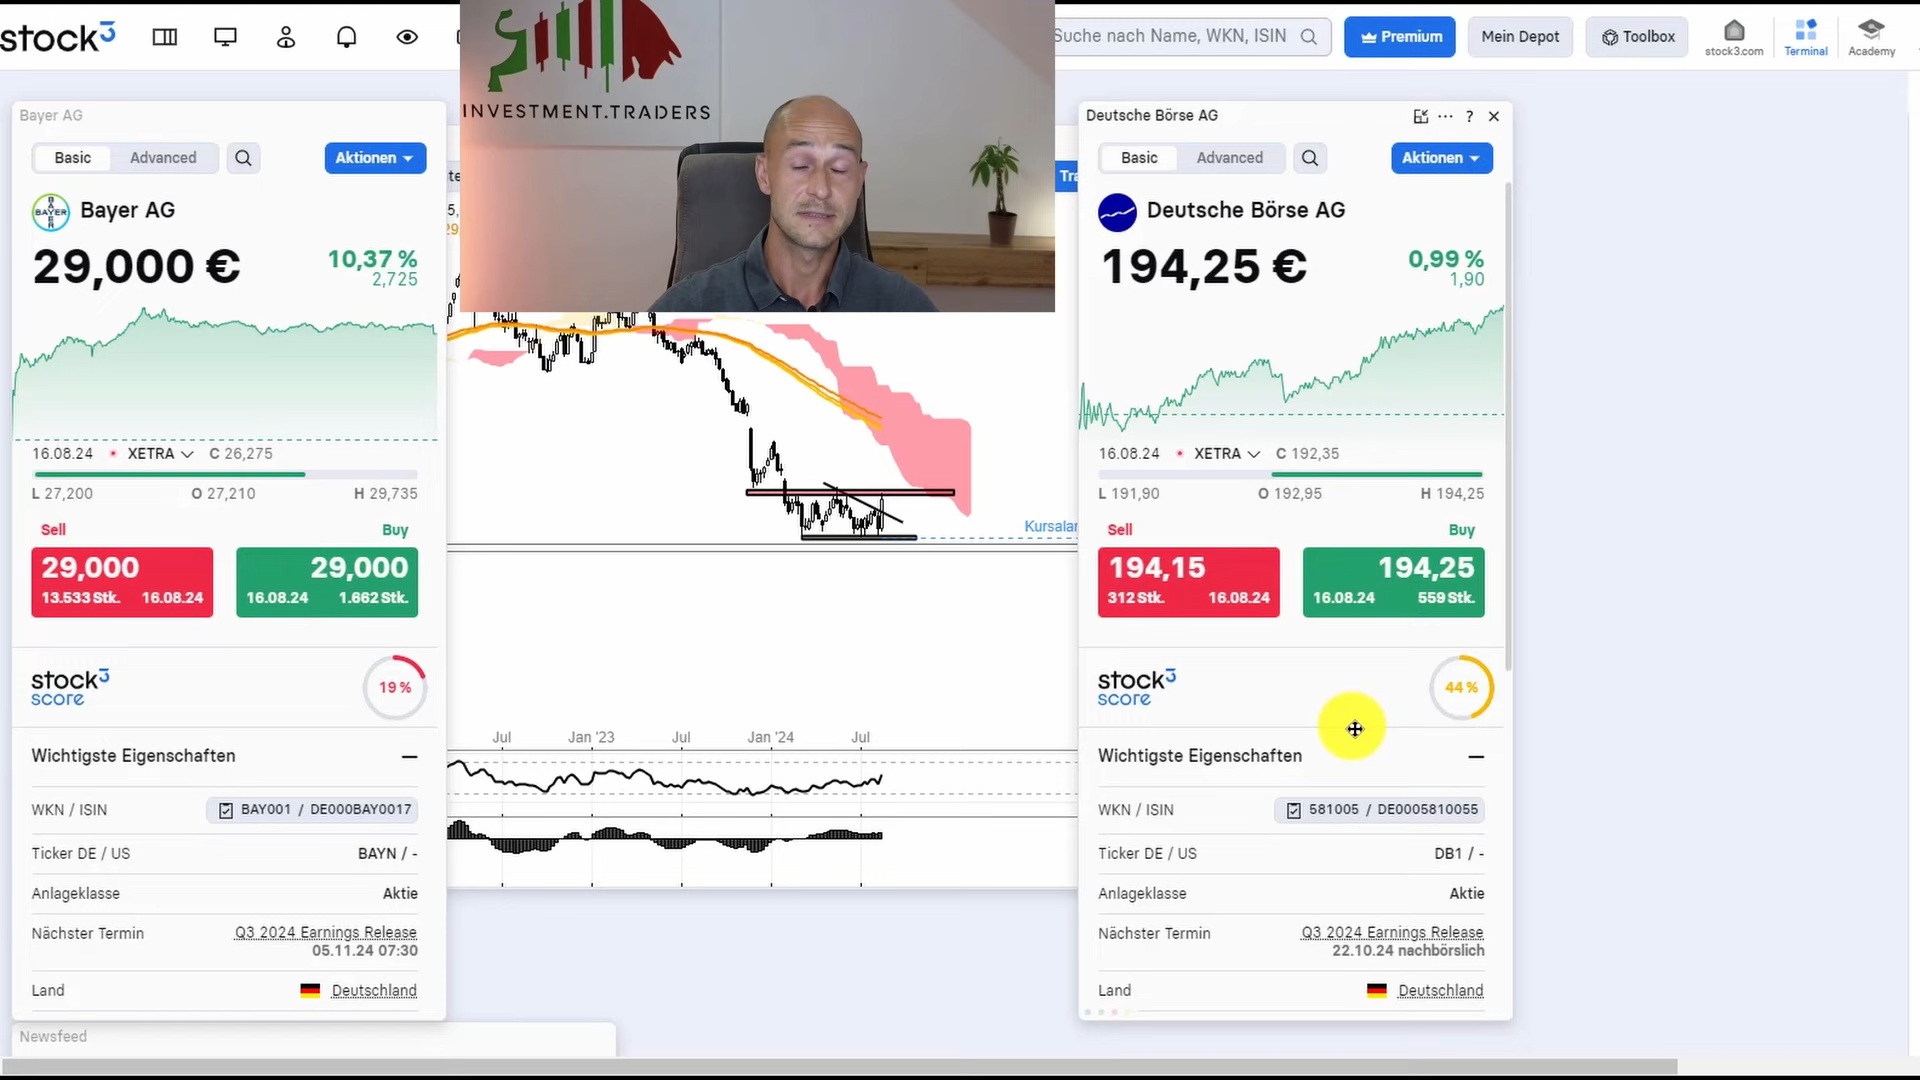 stock3
Suche nach Name, WKN, ISIN
Premium
Mein Depot
Toolbox
stock3.com
Terminal
Academy
INVESTMENT.TRADERS
Bayer AG
Basic
Advanced
Aktionen
Bayer AG
29,000 €
10,37 %
2,725
16.08.24
XETRA
C 26,275
L 27,200
O 27,210
H 29,735
Sell
Buy
29,000
13.533 Stk.
16.08.24
29,000
16.08.24
1.662 Stk.
stock3
score
19 %
Wichtigste Eigenschaften
WKN / ISIN
BAY001 / DE000BAY0017
Ticker DE / US
BAYN / -
Anlageklasse
Aktie
Nächster Termin
Q3 2024 Earnings Release
05.11.24 07:30
Land
Deutschland
Newsfeed
Kursalar
Jul
Jan '23
Jul
Jan '24
Jul
Deutsche Börse AG
Basic
Advanced
Aktionen
Deutsche Börse AG
194,25 €
0,99 %
1,90
16.08.24
XETRA
C 192,35
L 191,90
O 192,95
H 194,25
Sell
Buy
194,15
312 Stk.
16.08.24
194,25
16.08.24
559 Stk.
stock3
score
44 %
Wichtigste Eigenschaften
WKN / ISIN
581005 / DE0005810055
Ticker DE / US
DB1 / -
Anlageklasse
Aktie
Nächster Termin
Q3 2024 Earnings Release
22.10.24 nachbörslich
Land
Deutschland